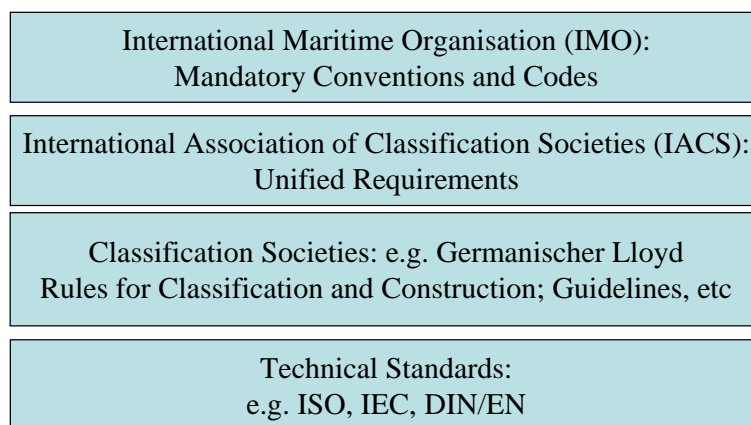 International Maritime Organisation (IMO):
Mandatory Conventions and Codes
International Association of Classification Societies (IACS):
Unified Requirements
Classification Societies: e.g. Germanischer Lloyd
Rules for Classification and Construction; Guidelines, etc
Technical Standards:
e.g. ISO, IEC, DIN/EN